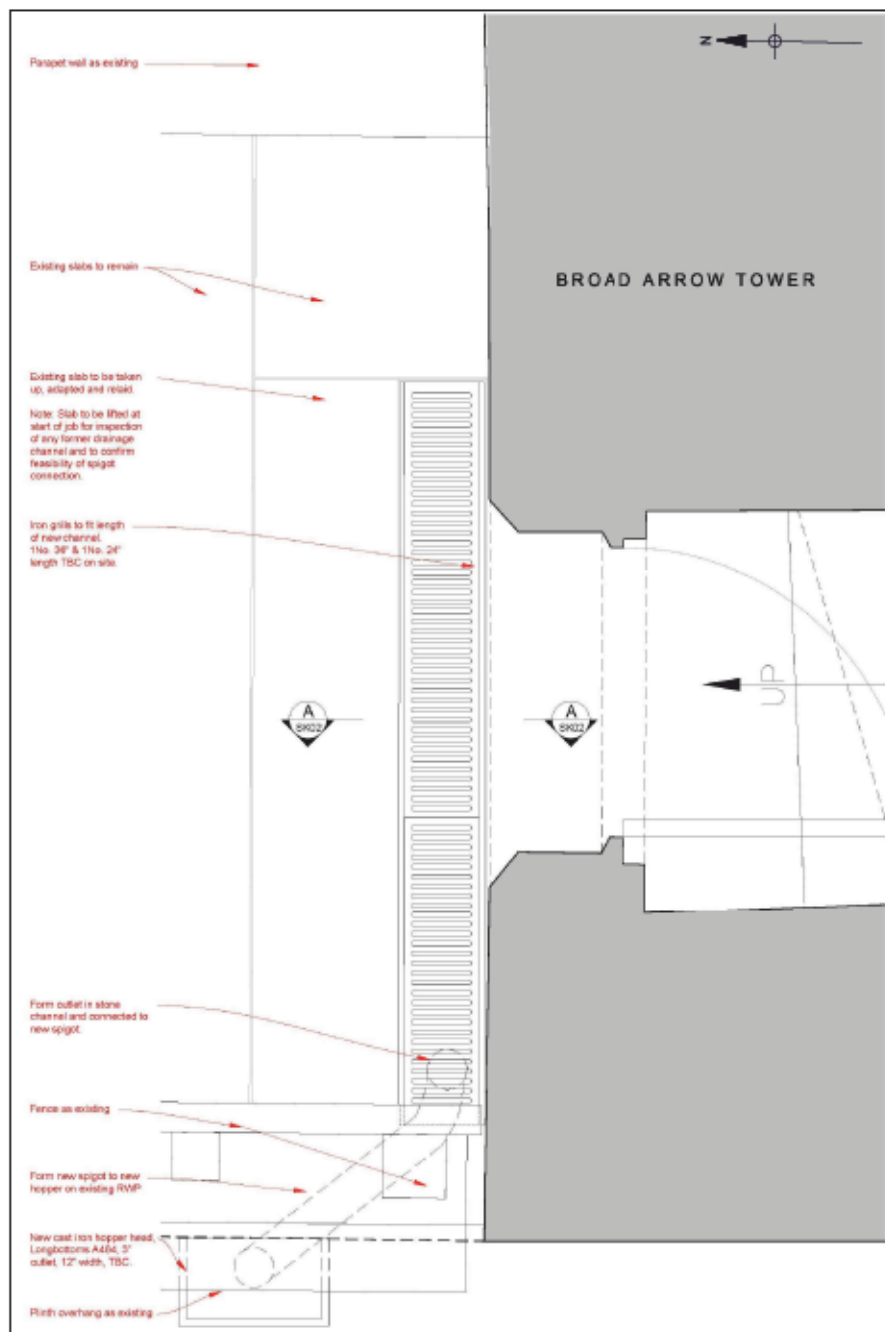 Parapet wall as existing
N
Existing slabs to remain
BROAD ARROW TOWER
Existing slab to be taken
up, adapted and relaid.
Note: Slab to be lifted at
start of job for inspection
of any former drainage
channel and to confirm
feasibility of spigot
connection.
Iron grills to fit length
of new channel.
1No. 36" & 1No. 24"
length TBC on site.
UP
A
SK02
A
SK02
Form outlet in stone
channel and connected to
new spigot.
Fence as existing
Form new spigot to new
hopper on existing RWP
New cast iron hopper head,
Longbottoms A464, 3"
outlet, 12" width, TBC.
Plinth overhang as existing